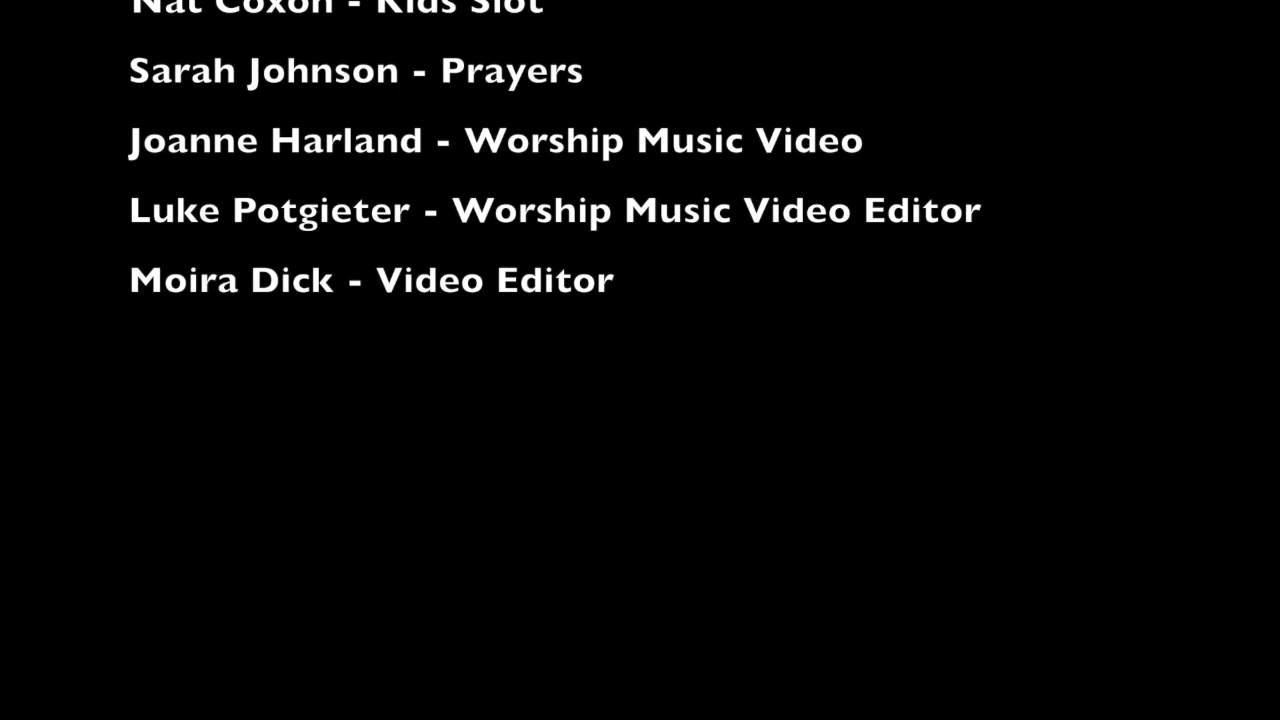 Nat Coxon - Kids Slot
Sarah Johnson - Prayers
Joanne Harland - Worship Music Video
Luke Potgieter - Worship Music Video Editor
Moira Dick - Video Editor